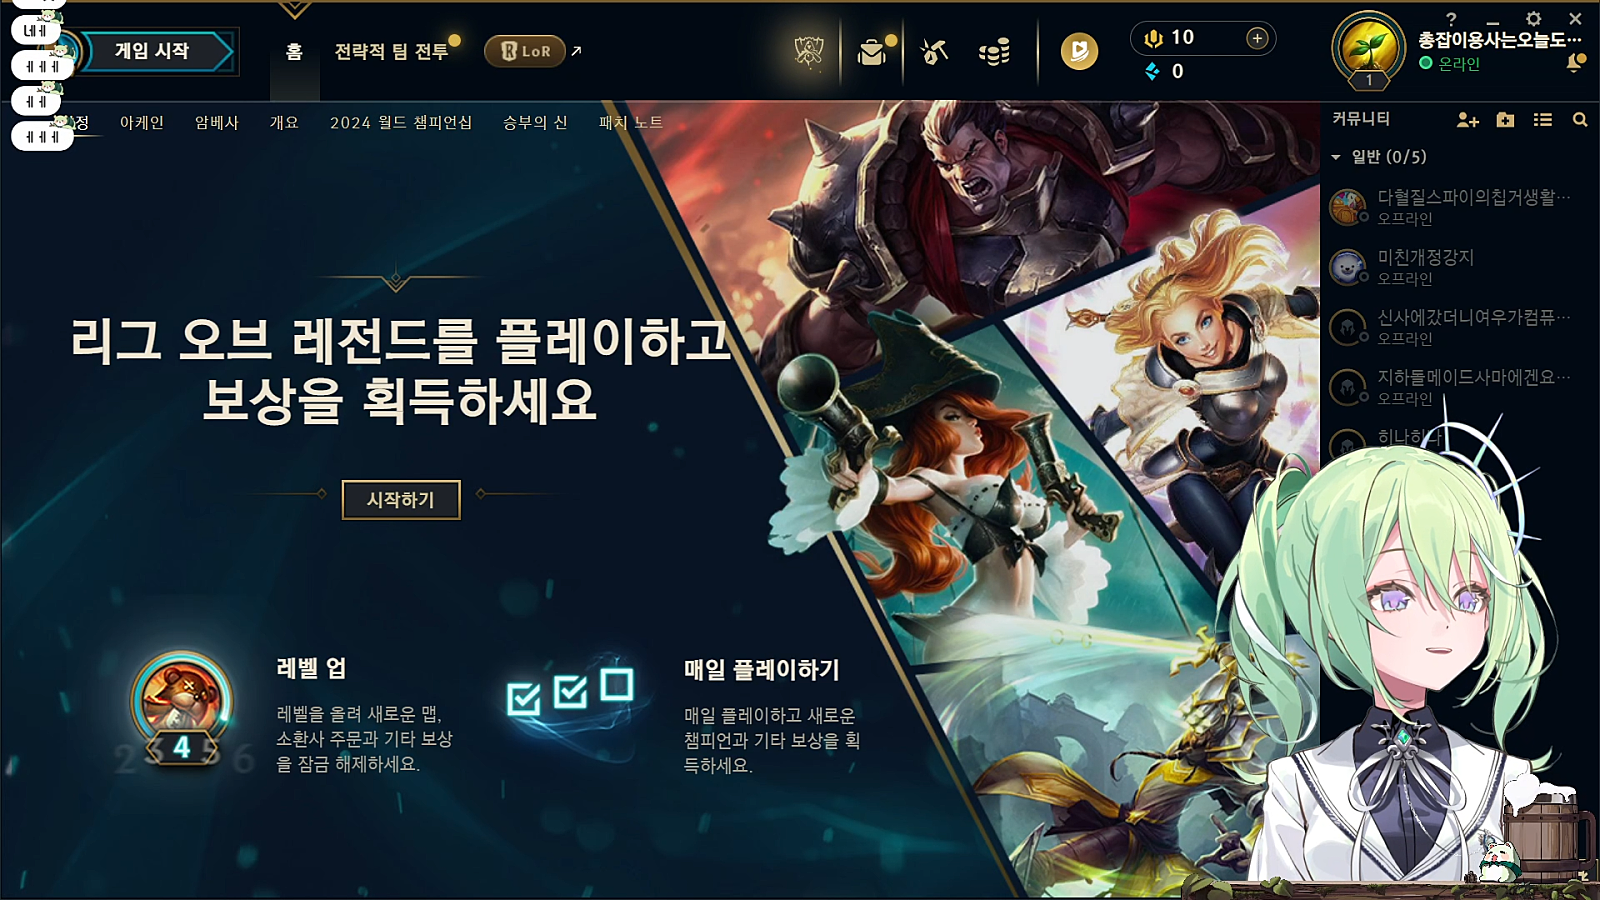 네네
ㅔㅔㅔ
ㅔㅔ
ㅔㅔㅔ
게임 시작
홈
전략적 팀 전투
LoR
10
0
총잡이용사는오늘도…
온라인
1
정
아케인
암베사
개요
2024 월드 챔피언십
승부의 신
패치 노트
커뮤니티
일반 (0/5)
다혈질스파이의칩거생활…
오프라인
미친개정강지
오프라인
신사에갔더니여우가컴퓨…
오프라인
지하돌메이드사마에겐요…
오프라인
히나히나
리그 오브 레전드를 플레이하고
보상을 획득하세요
시작하기
2 3 4 5 6
레벨 업
레벨을 올려 새로운 맵,
소환사 주문과 기타 보상
을 잠금 해제하세요.
매일 플레이하기
매일 플레이하고 새로운
챔피언과 기타 보상을 획
득하세요.